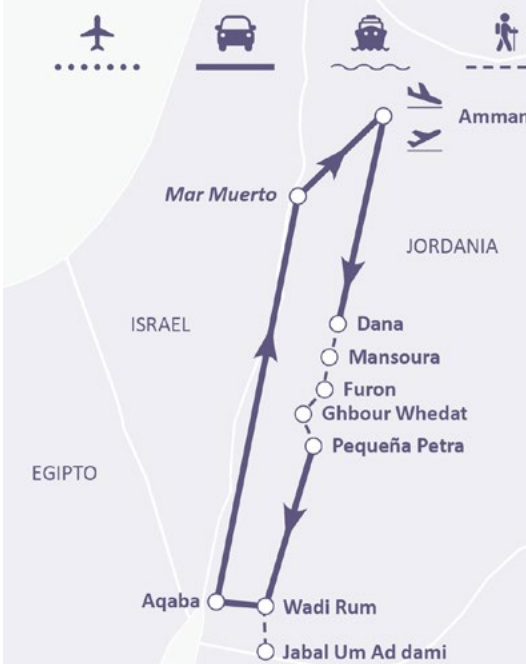 Amman
Mar Muerto
JORDANIA
ISRAEL
Dana
Mansoura
Furon
Ghbour Whedat
Pequeña Petra
EGIPTO
Aqaba
Wadi Rum
Jabal Um Ad dami